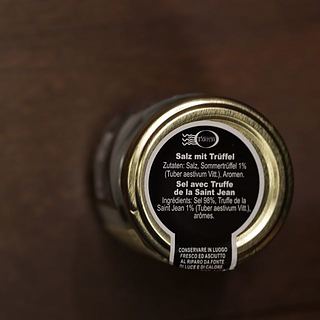 Salz mit Trüffel
Zutaten: Salz, Sommertrüffel 1%
(Tuber aestivum Vitt.), Aromen.
Sel avec Truffe
de la Saint Jean
Ingrédients: Sel 98%, Truffe de la
Saint Jean 1% (Tuber aestivum Vitt.),
arômes.
CONSERVARE IN LUOGO
FRESCO ED ASCIUTTO
AL RIPARO DA FONTE
DI LUCE E DI CALORE